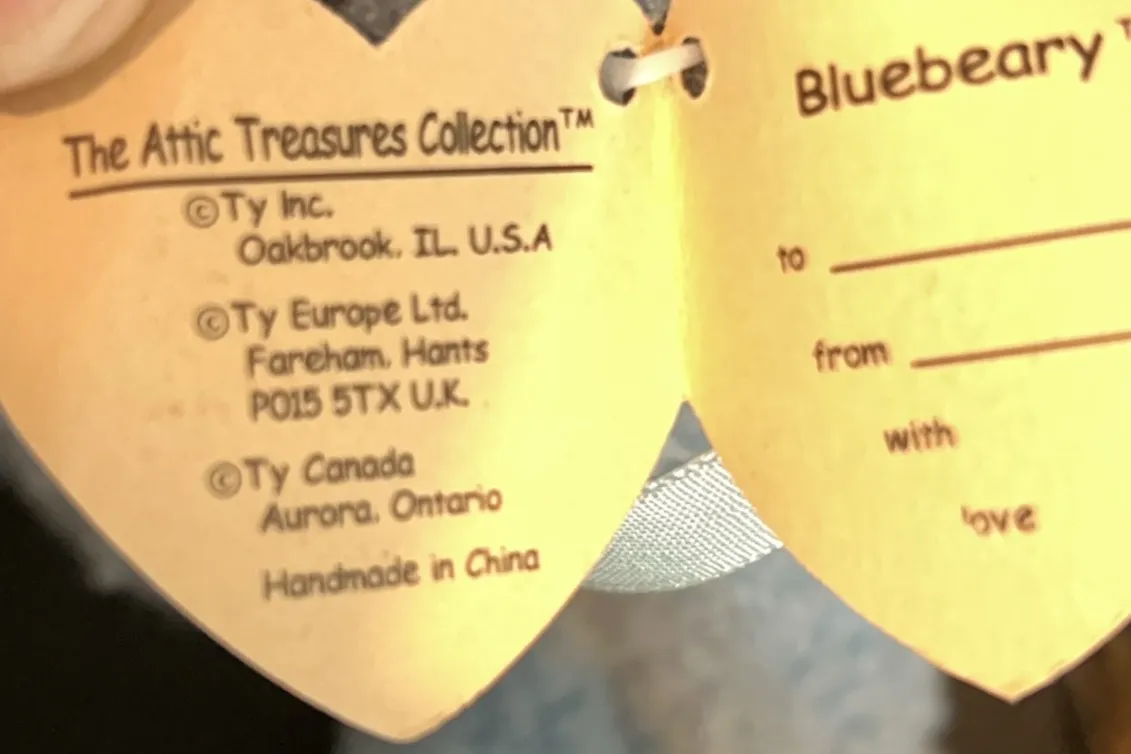 The Attic Treasures Collection™
©Ty Inc.
Oakbrook, IL. U.S.A
©Ty Europe Ltd.
Fareham, Hants
PO15 5TX U.K.
©Ty Canada
Aurora, Ontario
Handmade in China
Bluebeary™
to
from
with
love